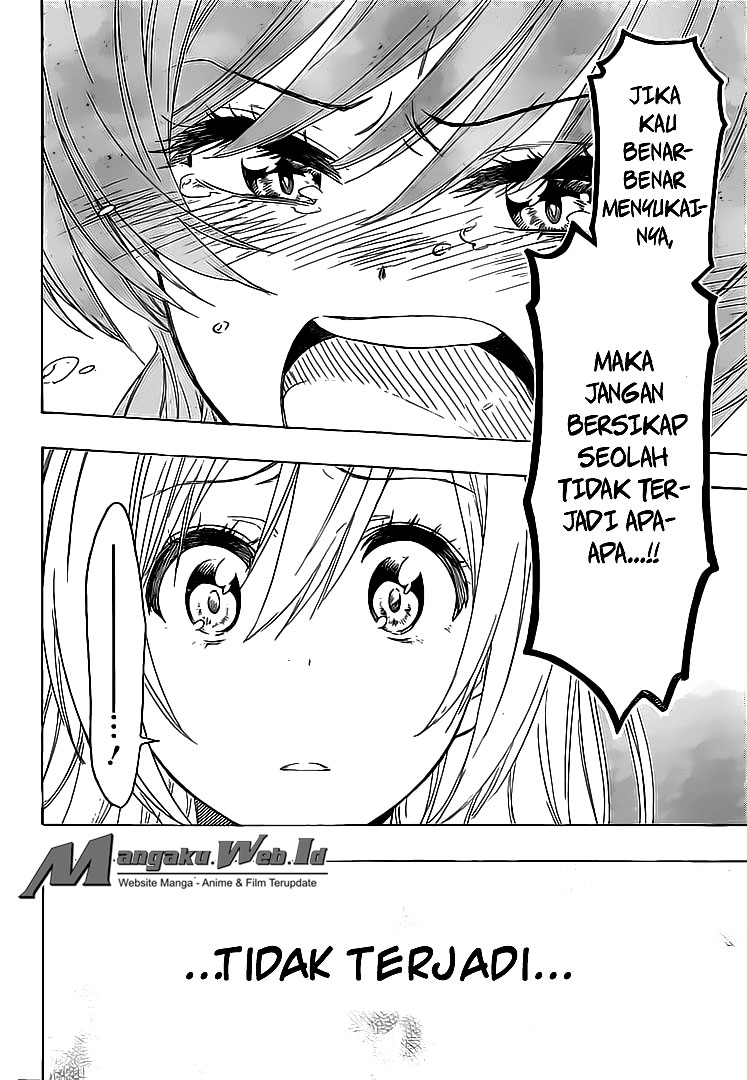 JIKA
KAU
BENAR-
BENAR
MENYUKAI-
NYA,
MAKA
JANGAN
BERSIKAP
SEOLAH
TIDAK TER-
JADI APA-
APA...!!
—...!
Mangaku.Web.Id
Website Manga - Anime & Film Terupdate
...TIDAK TERJADI...